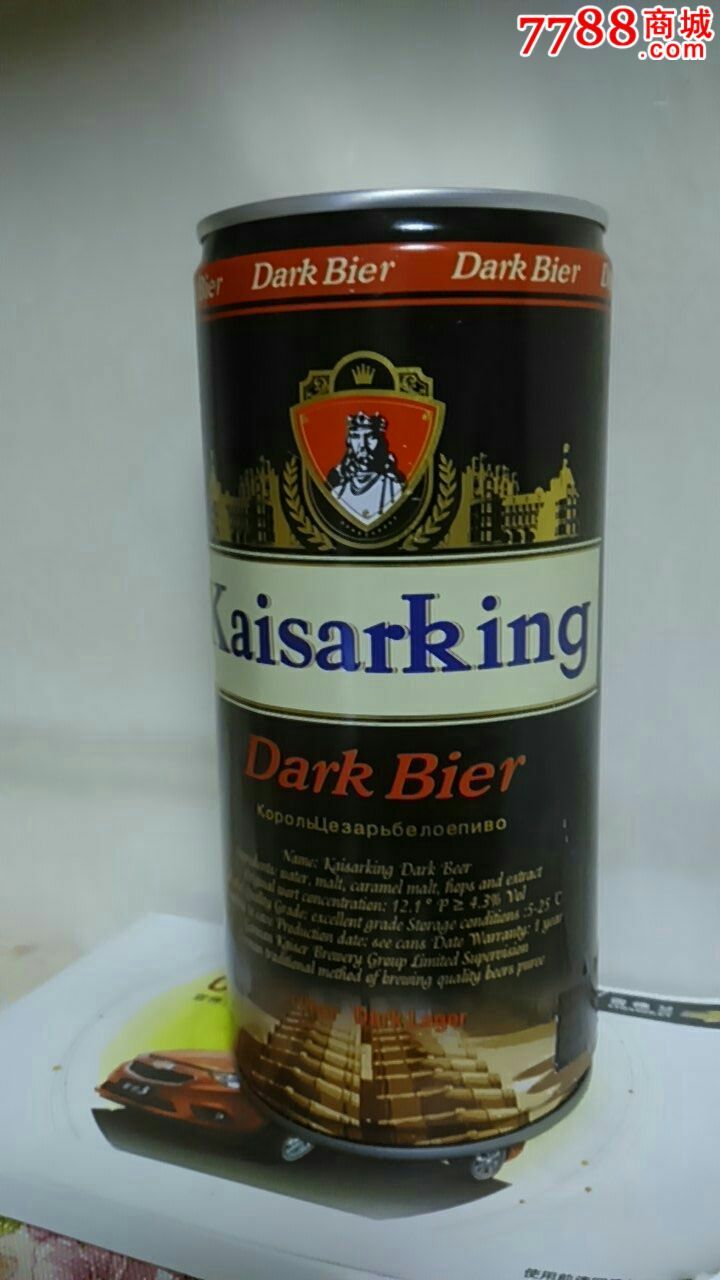 7788商城
.com
Dark Bier Dark Bier
Kaisarking
Dark Bier
КорольЦезарьбелоепиво
Name: Kaisarking Dark Beer
water, malt, caramel malt, hops and extract
wort concentration: 12.1° P ≥ 4.3% Vol
Quality Grade: excellent grade Storage conditions :5-25 C
Production date: see cans Date Warranty: 1 year
Kaiser Brewery Group Limited Supervision
traditional method of brewing quality beers puree
Dark Lager